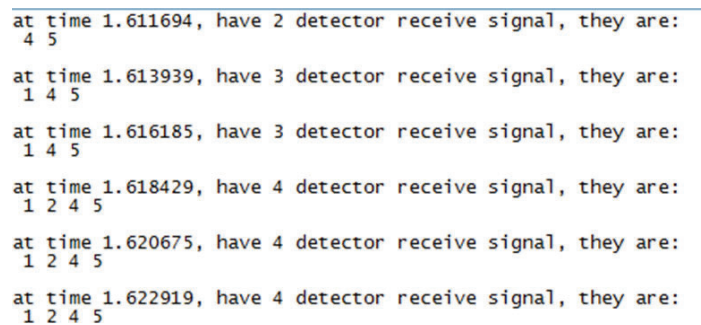 at time 1.611694, have 2 detector receive signal, they are:
4 5
at time 1.613939, have 3 detector receive signal, they are:
1 4 5
at time 1.616185, have 3 detector receive signal, they are:
1 4 5
at time 1.618429, have 4 detector receive signal, they are:
1 2 4 5
at time 1.620675, have 4 detector receive signal, they are:
1 2 4 5
at time 1.622919, have 4 detector receive signal, they are:
1 2 4 5